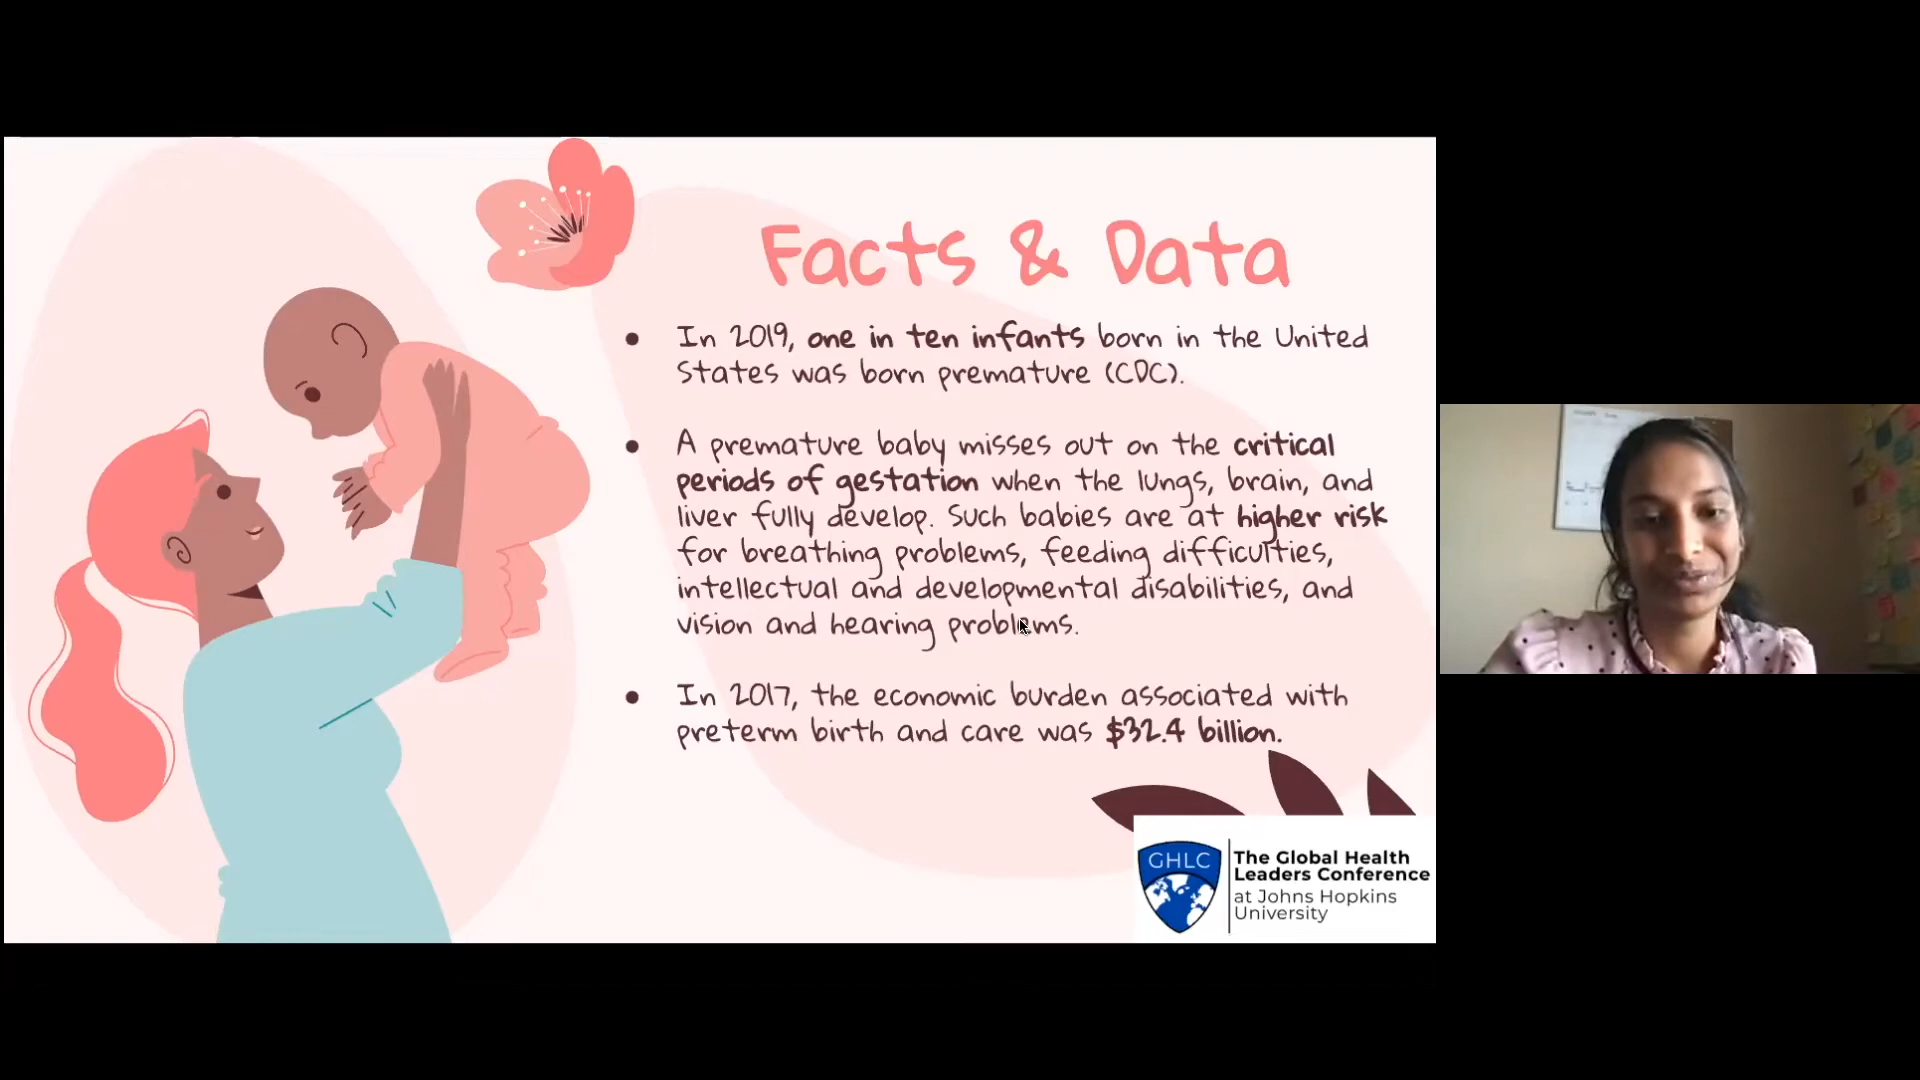 Facts & Data
● In 2019, one in ten infants born in the United
States was born premature (CDC).
● A premature baby misses out on the critical
periods of gestation when the lungs, brain, and
liver fully develop. Such babies are at higher risk
for breathing problems, feeding difficulties,
intellectual and developmental disabilities, and
vision and hearing problems.
● In 2017, the economic burden associated with
preterm birth and care was $32.4 billion.
GHLC
The Global Health
Leaders Conference
at Johns Hopkins
University